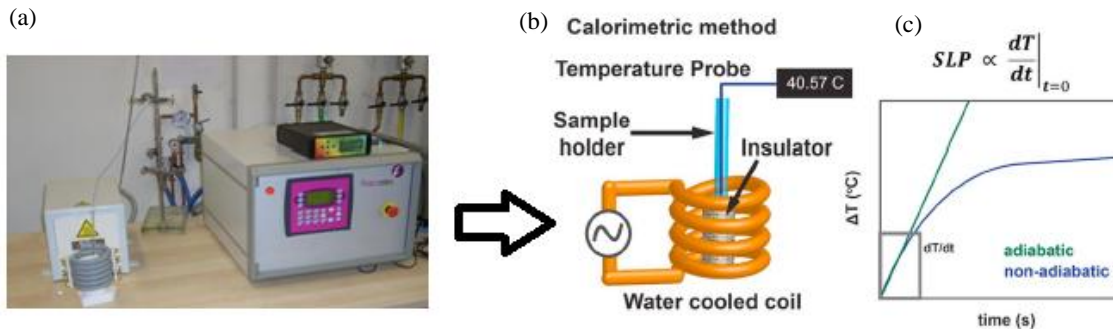 (a)
(b)
Calorimetric method
Temperature Probe
40.57 C
Sample
holder
Insulator
Water cooled coil
(c)
SLP ∝ dT/dt|t=0
ΔT (°C)
dT/dt
adiabatic
non-adiabatic
time (s)